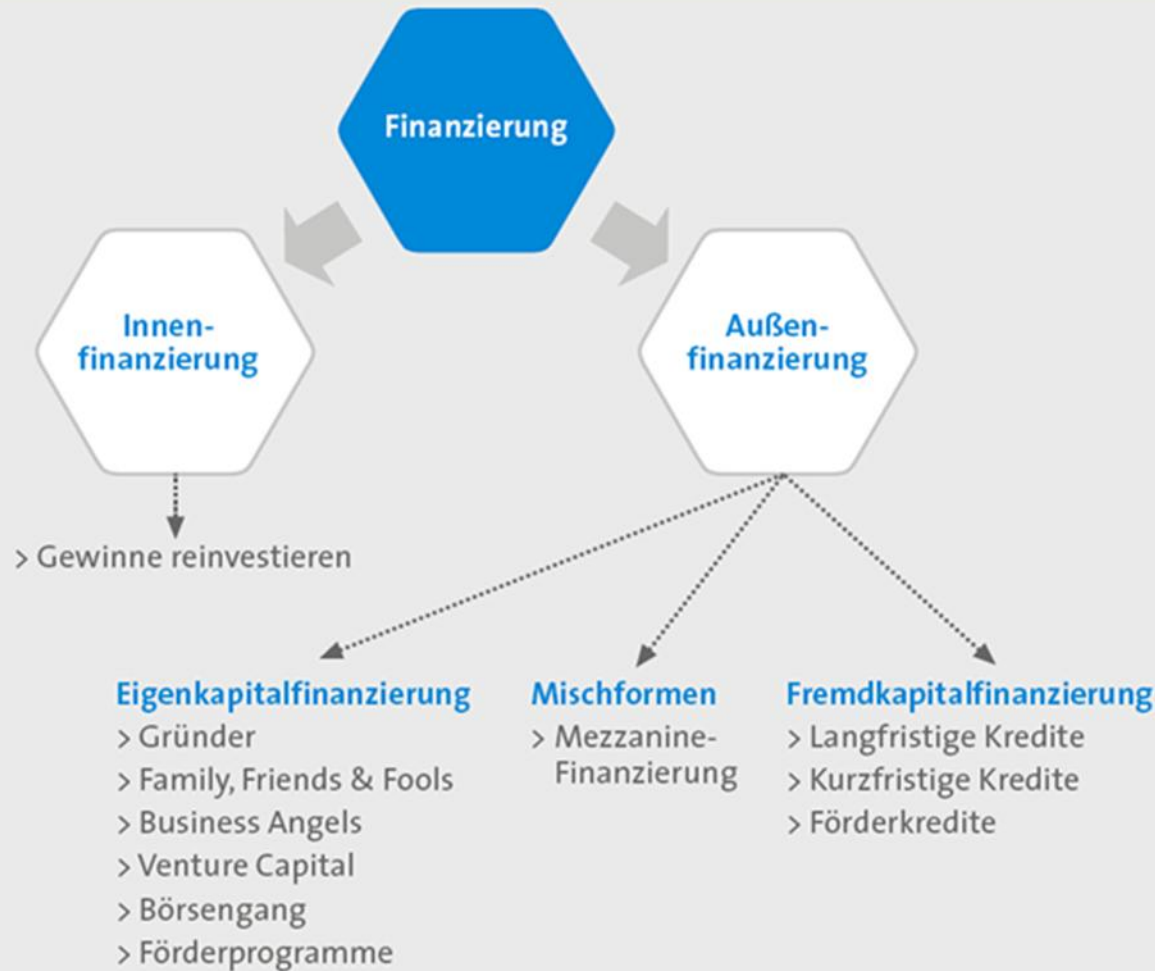 Finanzierung
Innen-
finanzierung
Außen-
finanzierung
> Gewinne reinvestieren
Eigenkapitalfinanzierung
> Gründer
> Family, Friends & Fools
> Business Angels
> Venture Capital
> Börsengang
> Förderprogramme
Mischformen
> Mezzanine-
Finanzierung
Fremdkapitalfinanzierung
> Langfristige Kredite
> Kurzfristige Kredite
> Förderkredite